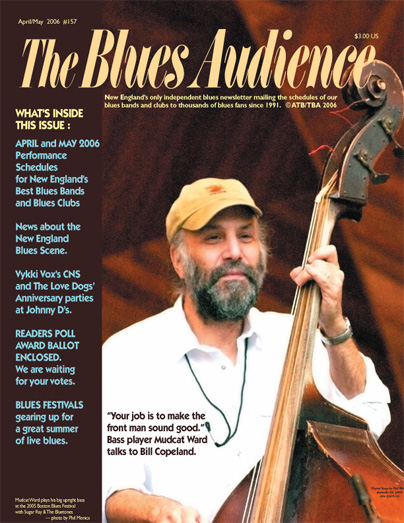 April/May 2006 #157
$3.00 US
The Blues Audience
New England's only independent blues newsletter mailing the schedules of our
blues bands and clubs to thousands of blues fans since 1991. ©ATB/TBA 2006
WHAT'S INSIDE
THIS ISSUE :
APRIL and MAY 2006
Performance
Schedules
for New England's
Best Blues Bands
and Blues Clubs
News about the
New England
Blues Scene.
Vykki Vox's CNS
and The Love Dogs'
Anniversary parties
at Johnny D's.
READERS POLL
AWARD BALLOT
ENCLOSED.
We are waiting
for your votes.
BLUES FESTIVALS
gearing up for
a great summer
of live blues.
"Your job is to make the
front man sound good."
Bass player Mudcat Ward
talks to Bill Copeland.
Mudcat Ward plays his big upright bass
at the 2005 Boston Blues Festival
with Sugar Ray & The Bluetones
— photo by Phil Monica